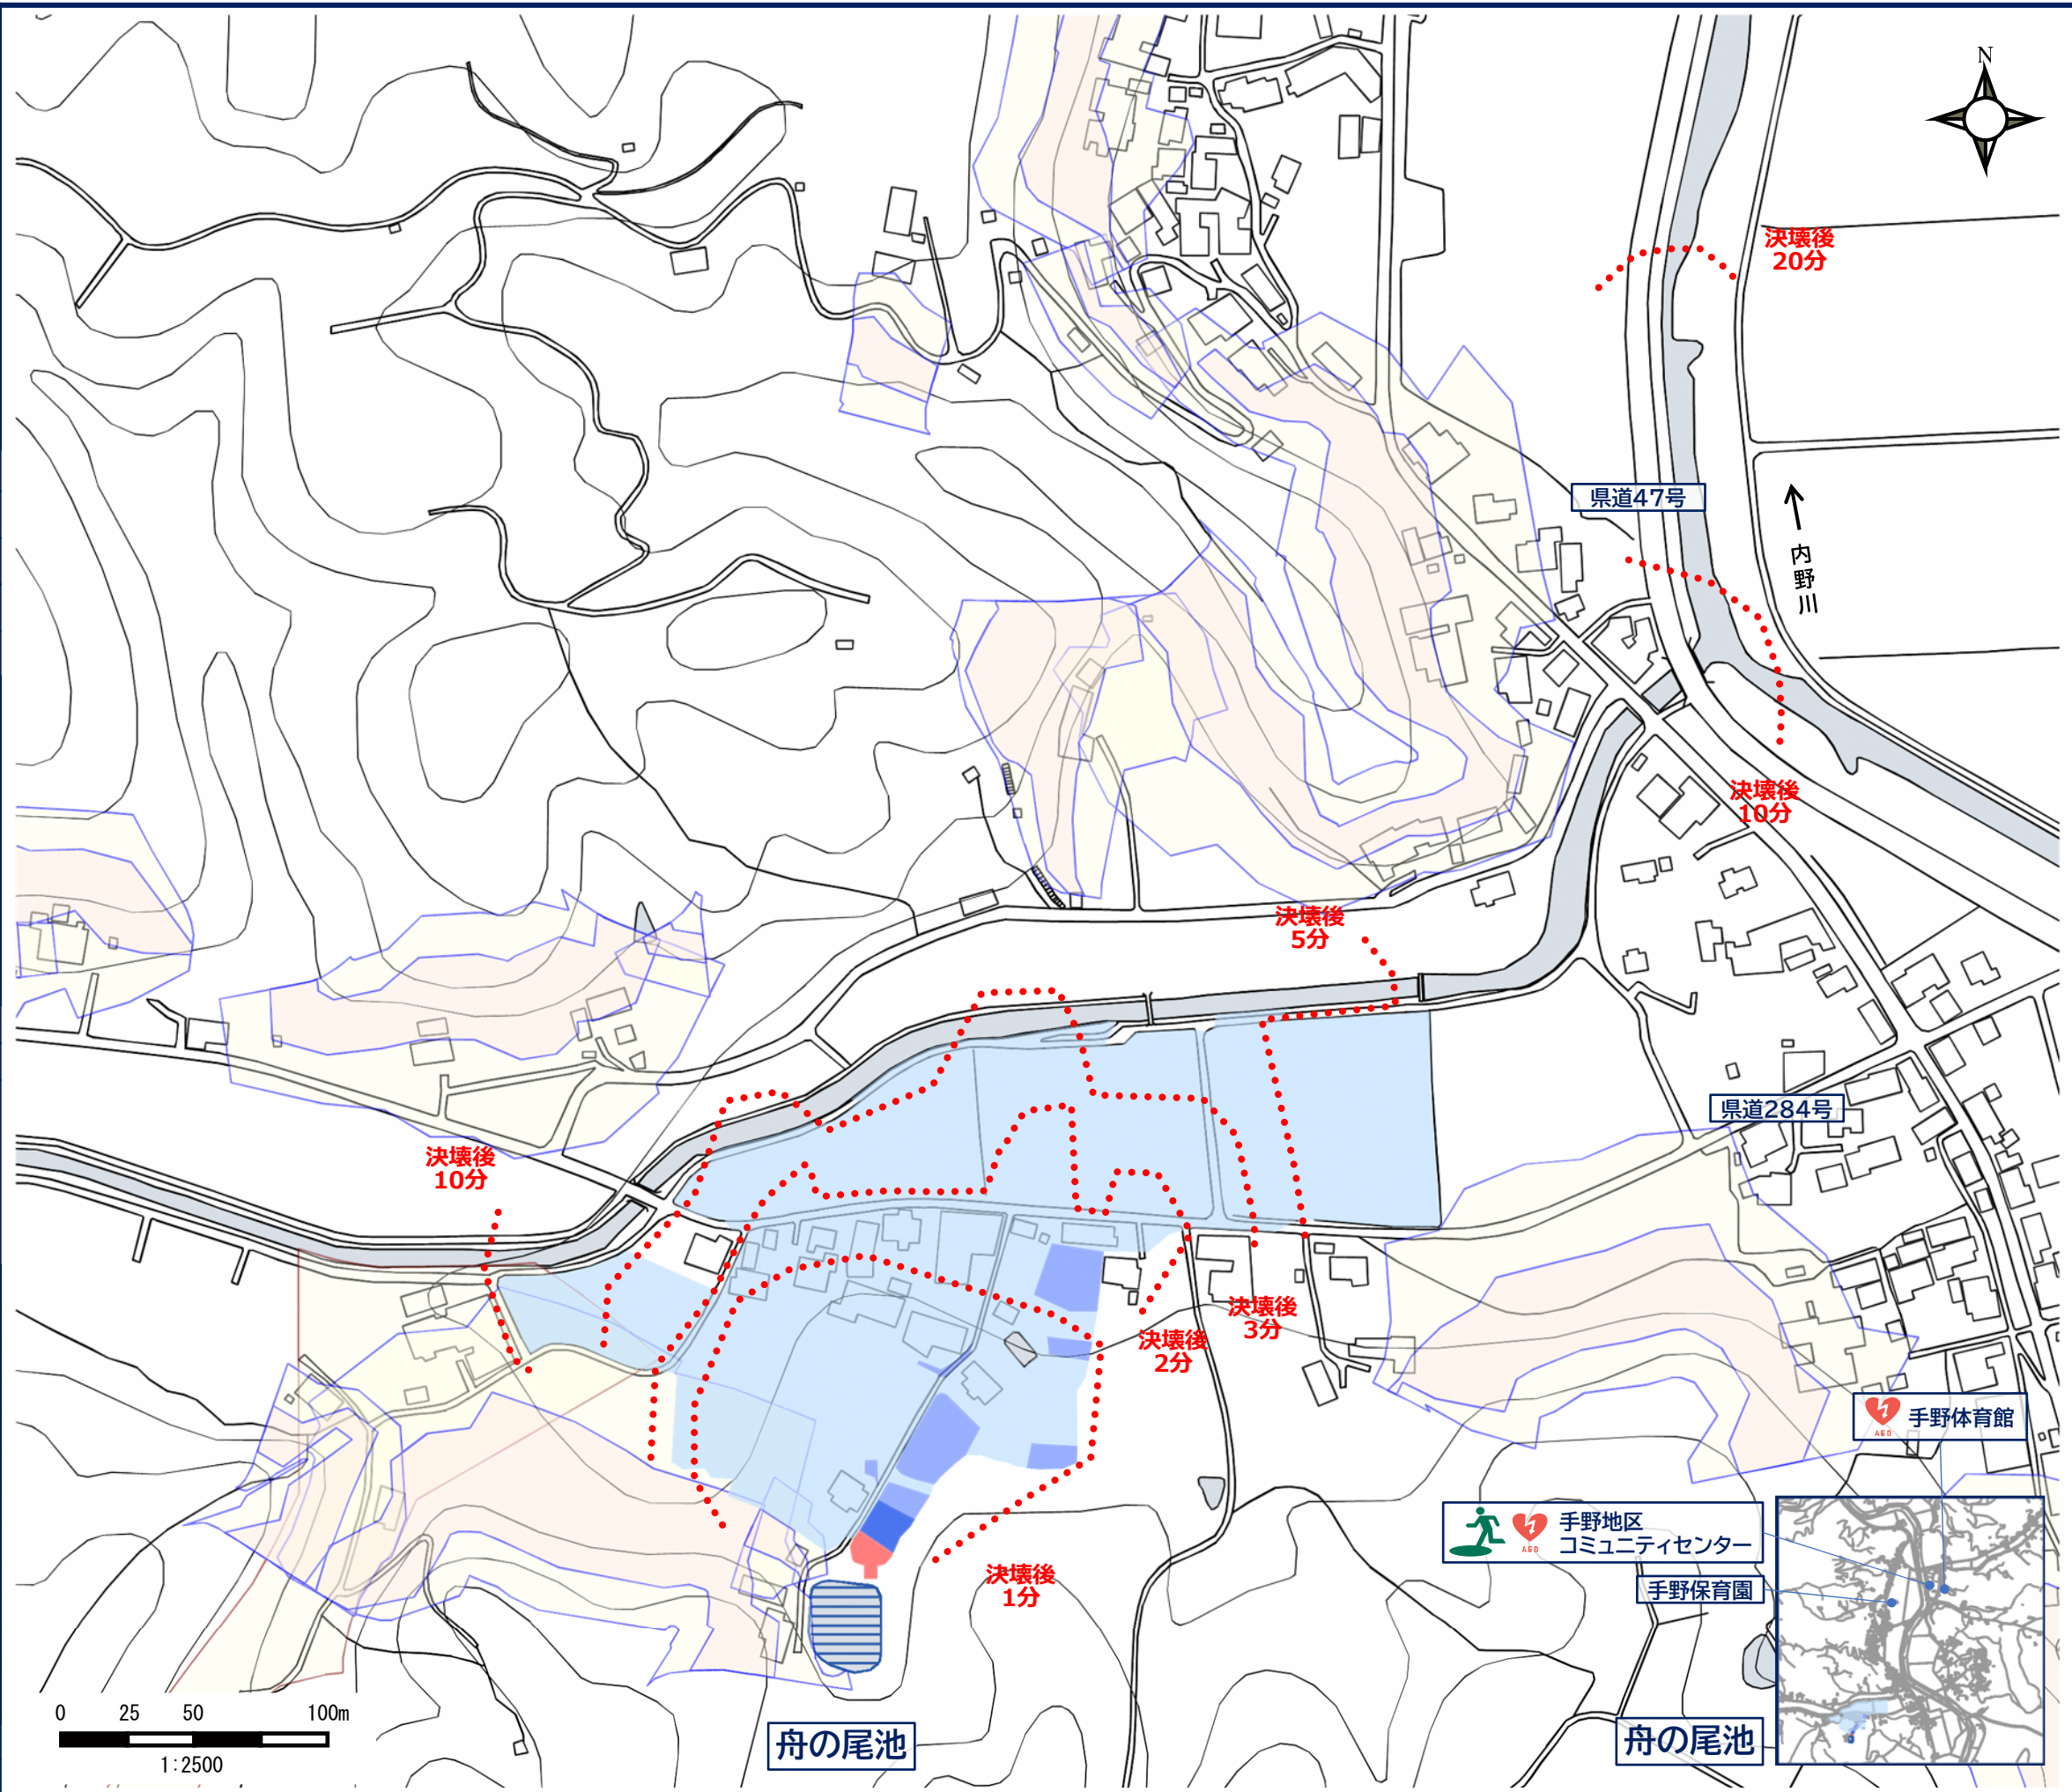 N
決壊後
20分
県道47号
内野川
決壊後
10分
決壊後
5分
県道284号
決壊後
10分
決壊後
3分
決壊後
2分
AED
手野体育館
AED
手野地区
コミュニティセンター
手野保育園
決壊後
1分
0 25 50 100m
1:2500
舟の尾池
舟の尾池